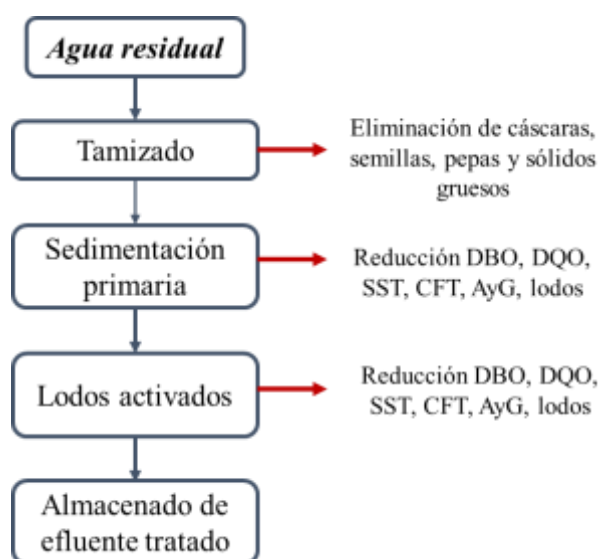 Agua residual
Tamizado
Eliminación de cáscaras,
semillas, pepas y sólidos
gruesos
Sedimentación
primaria
Reducción DBO, DQO,
SST, CFT, AyG, lodos
Lodos activados
Reducción DBO, DQO,
SST, CFT, AyG, lodos
Almacenado de
efluente tratado